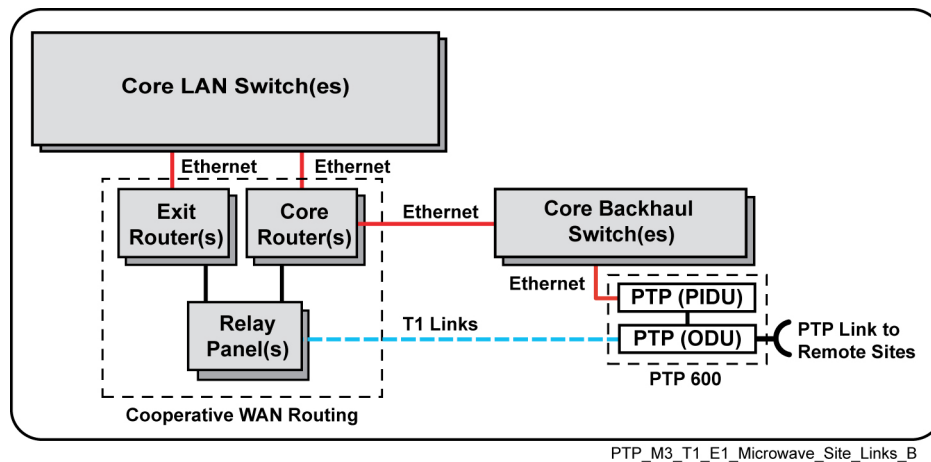 Core LAN Switch(es)
Ethernet
Ethernet
Exit
Router(s)
Core
Router(s)
Ethernet
Core Backhaul
Switch(es)
Ethernet
PTP (PIDU)
Relay
Panel(s)
T1 Links
PTP (ODU)
PTP Link to
Remote Sites
PTP 600
Cooperative WAN Routing
PTP_M3_T1_E1_Microwave_Site_Links_B